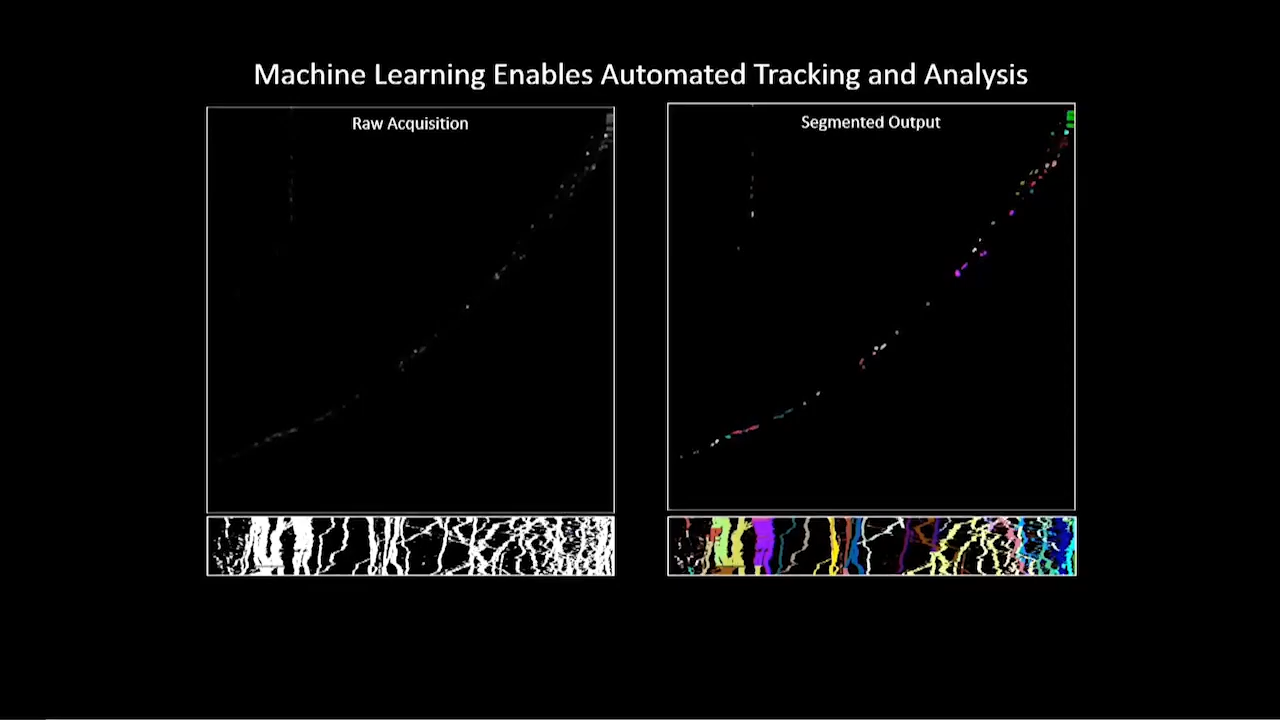 Machine Learning Enables Automated Tracking and Analysis
Raw Acquisition
Segmented Output